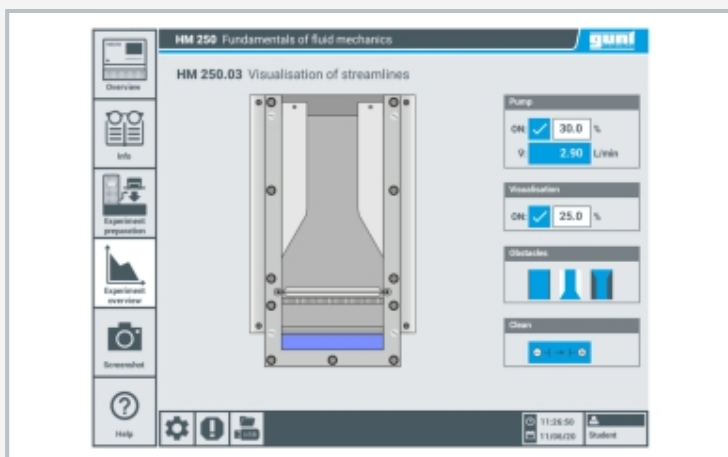 HM 250 Fundamentals of fluid mechanics
gunt
HM 250.03 Visualisation of streamlines
Overview
Info
Experiment
preparation
Experiment
overview
Screenshot
Help
Pump
ON: 30.0 %
2.90 L/min
Visualisation
ON: 25.0 %
Obstacles
Clean
USB
11:26:50
11/06/20
Student